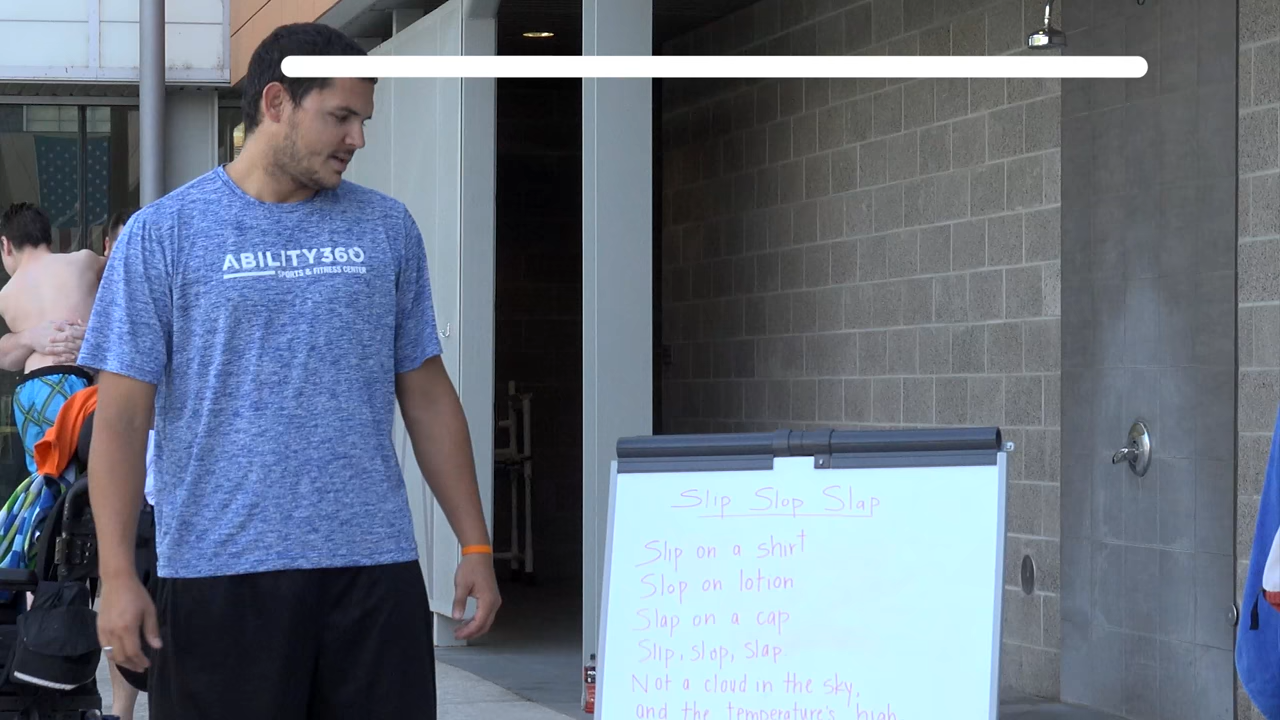 ABILITY360
SPORTS & FITNESS CENTER
Slip Slop Slap
Slip on a shirt
Slop on lotion
Slap on a cap
Slip, slop, slap.
Not a cloud in the sky,
and the temperature's high